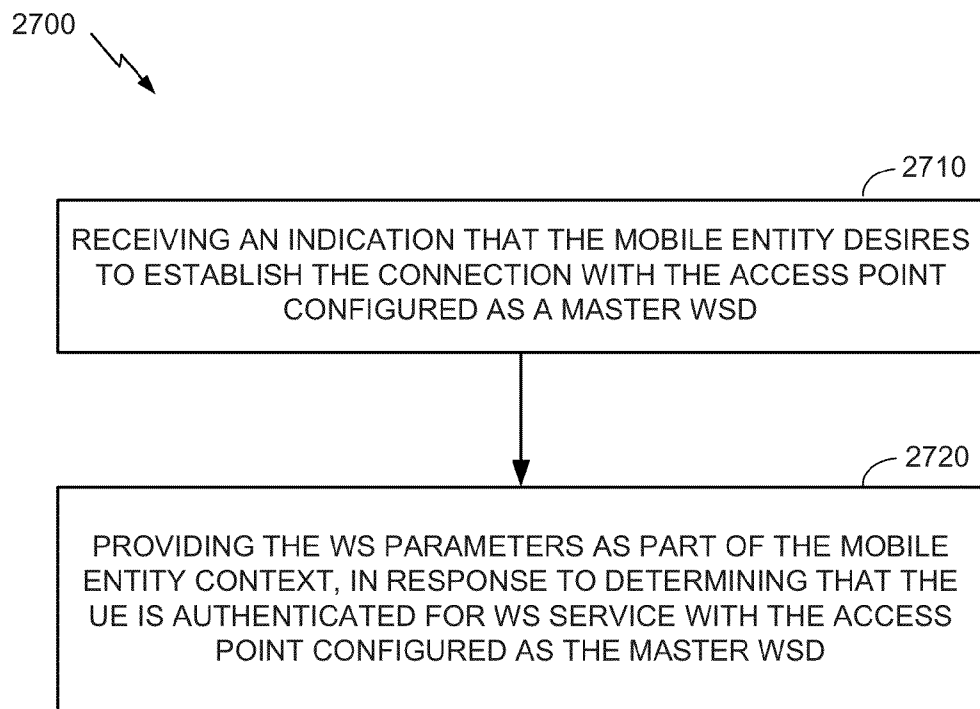 2700
2710
RECEIVING AN INDICATION THAT THE MOBILE ENTITY DESIRES
TO ESTABLISH THE CONNECTION WITH THE ACCESS POINT
CONFIGURED AS A MASTER WSD
2720
PROVIDING THE WS PARAMETERS AS PART OF THE MOBILE
ENTITY CONTEXT, IN RESPONSE TO DETERMINING THAT THE
UE IS AUTHENTICATED FOR WS SERVICE WITH THE ACCESS
POINT CONFIGURED AS THE MASTER WSD